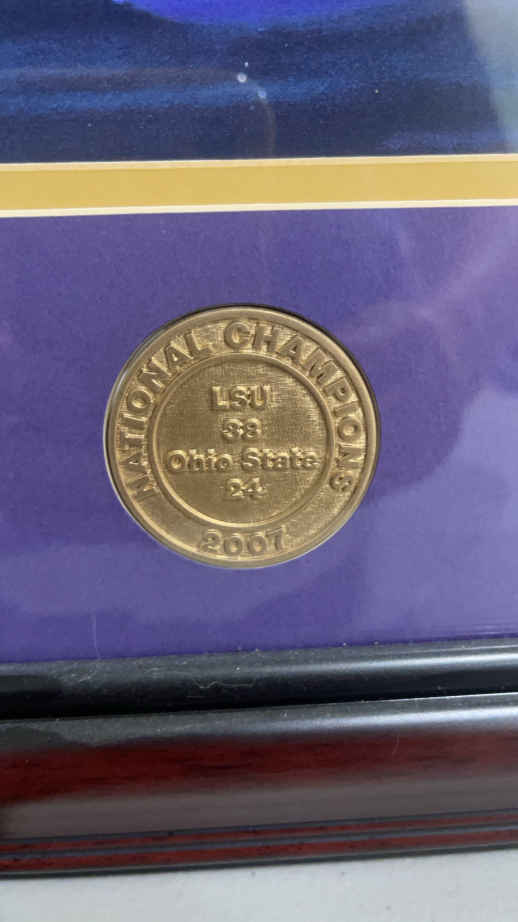 NATIONAL CHAMPIONS
LSU
38
Ohio State
24
2007